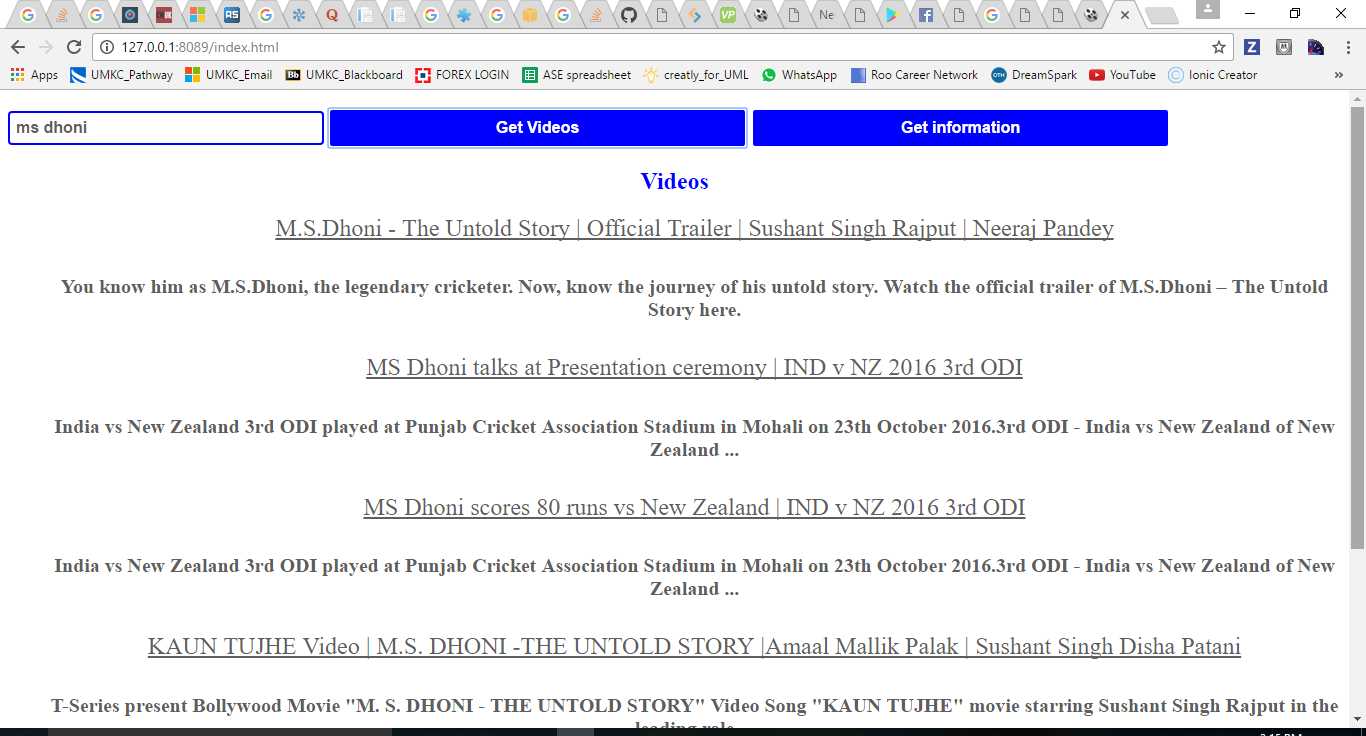 127.0.0.1:8089/index.html
Apps UMKC_Pathway UMKC_Email Bb UMKC_Blackboard FOREX LOGIN ASE spreadsheet creatly_for_UML WhatsApp Roo Career Network DreamSpark YouTube Ionic Creator »
ms dhoni Get Videos Get information
Videos
M.S.Dhoni - The Untold Story | Official Trailer | Sushant Singh Rajput | Neeraj Pandey
You know him as M.S.Dhoni, the legendary cricketer. Now, know the journey of his untold story. Watch the official trailer of M.S.Dhoni – The Untold
Story here.
MS Dhoni talks at Presentation ceremony | IND v NZ 2016 3rd ODI
India vs New Zealand 3rd ODI played at Punjab Cricket Association Stadium in Mohali on 23th October 2016.3rd ODI - India vs New Zealand of New
Zealand ...
MS Dhoni scores 80 runs vs New Zealand | IND v NZ 2016 3rd ODI
India vs New Zealand 3rd ODI played at Punjab Cricket Association Stadium in Mohali on 23th October 2016.3rd ODI - India vs New Zealand of New
Zealand ...
KAUN TUJHE Video | M.S. DHONI -THE UNTOLD STORY |Amaal Mallik Palak | Sushant Singh Disha Patani
T-Series present Bollywood Movie "M. S. DHONI - THE UNTOLD STORY" Video Song "KAUN TUJHE" movie starring Sushant Singh Rajput in the
leading role